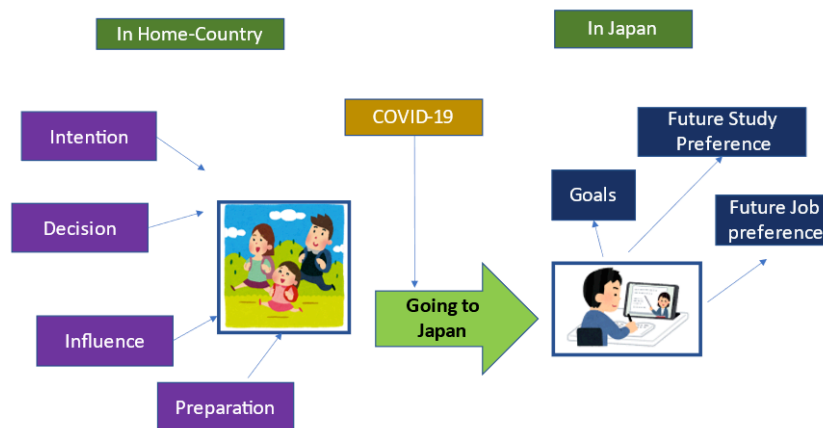 In Home-Country
In Japan
COVID-19
Intention
Decision
Influence
Preparation
Going to
Japan
Goals
Future Study
Preference
Future Job
preference